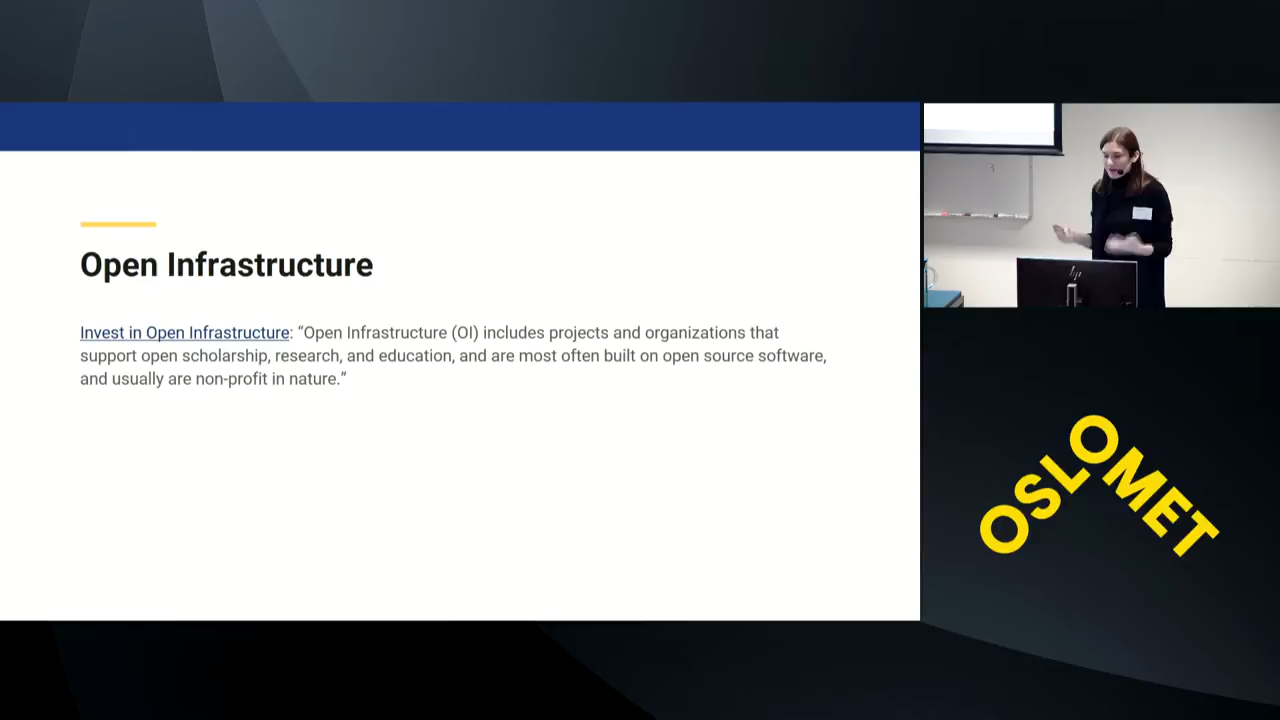 Open Infrastructure
Invest in Open Infrastructure: “Open Infrastructure (OI) includes projects and organizations that
support open scholarship, research, and education, and are most often built on open source software,
and usually are non-profit in nature.”
hp
OSLOMET